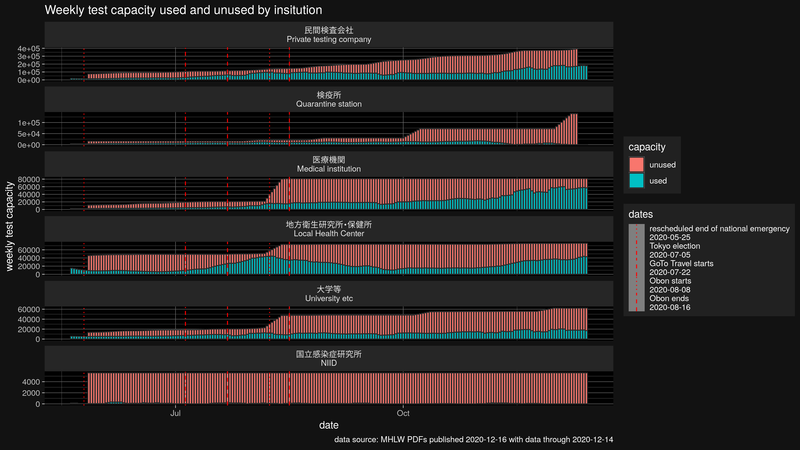 Weekly test capacity used and unused by insitution
民間検査会社
Private testing company
4e+05
3e+05
2e+05
1e+05
0e+00
検疫所
Quarantine station
1e+05
5e+04
0e+00
医療機関
Medical institution
80000
60000
40000
20000
0
地方衛生研究所・保健所
Local Health Center
60000
40000
20000
0
大学等
University etc
60000
40000
20000
0
国立感染症研究所
NIID
4000
2000
0
Jul
Oct
date
weekly test capacity
capacity
unused
used
dates
rescheduled end of national emergency
2020-05-25
Tokyo election
2020-07-05
GoTo Travel starts
2020-07-22
Obon starts
2020-08-08
Obon ends
2020-08-16
data source: MHLW PDFs published 2020-12-16 with data through 2020-12-14